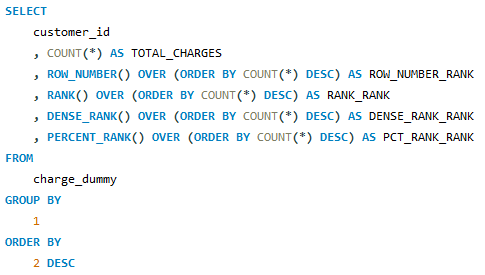 SELECT
customer_id
, COUNT(*) AS TOTAL_CHARGES
, ROW_NUMBER() OVER (ORDER BY COUNT(*) DESC) AS ROW_NUMBER_RANK
, RANK() OVER (ORDER BY COUNT(*) DESC) AS RANK_RANK
, DENSE_RANK() OVER (ORDER BY COUNT(*) DESC) AS DENSE_RANK_RANK
, PERCENT_RANK() OVER (ORDER BY COUNT(*) DESC) AS PCT_RANK_RANK
FROM
charge_dummy
GROUP BY
1
ORDER BY
2 DESC